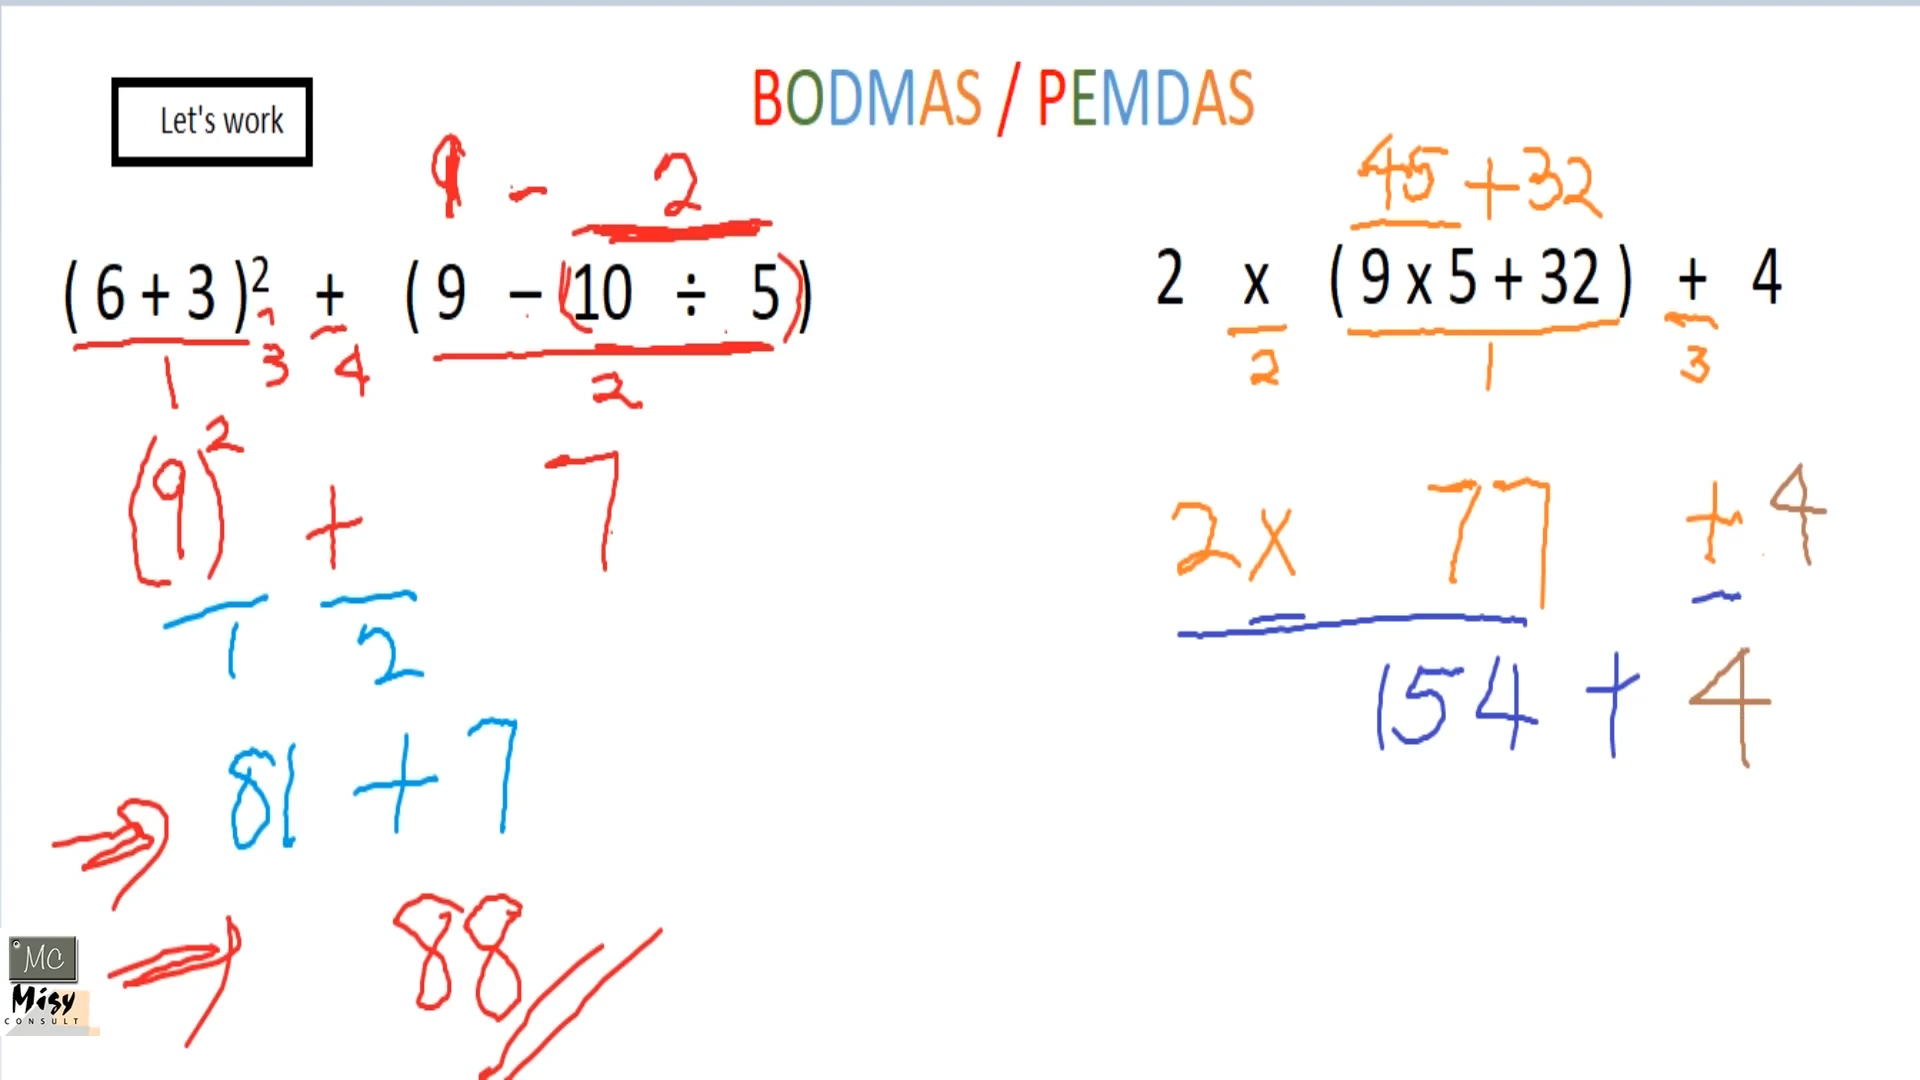 BODMAS / PEMDAS
Let's work
9 - 2
(6 + 3)² + (9 – (10 ÷ 5))
1 3 4 2
(9)² + 7
1 2
81 + 7
88
45 + 32
2 x (9 x 5 + 32) + 4
2 1 3
2 x 77 + 4
154 + 4
MC
Misy
CONSULT